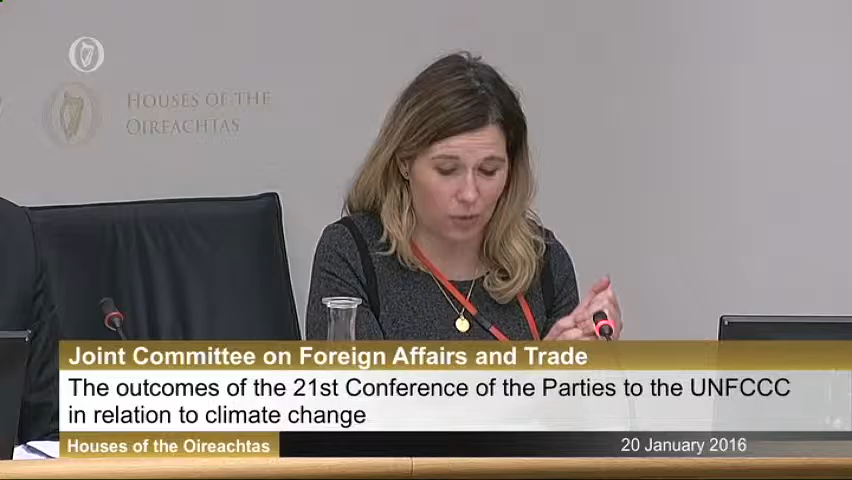 HOUSES OF THE
OIREACHTAS
Joint Committee on Foreign Affairs and Trade
The outcomes of the 21st Conference of the Parties to the UNFCCC
in relation to climate change
Houses of the Oireachtas
20 January 2016